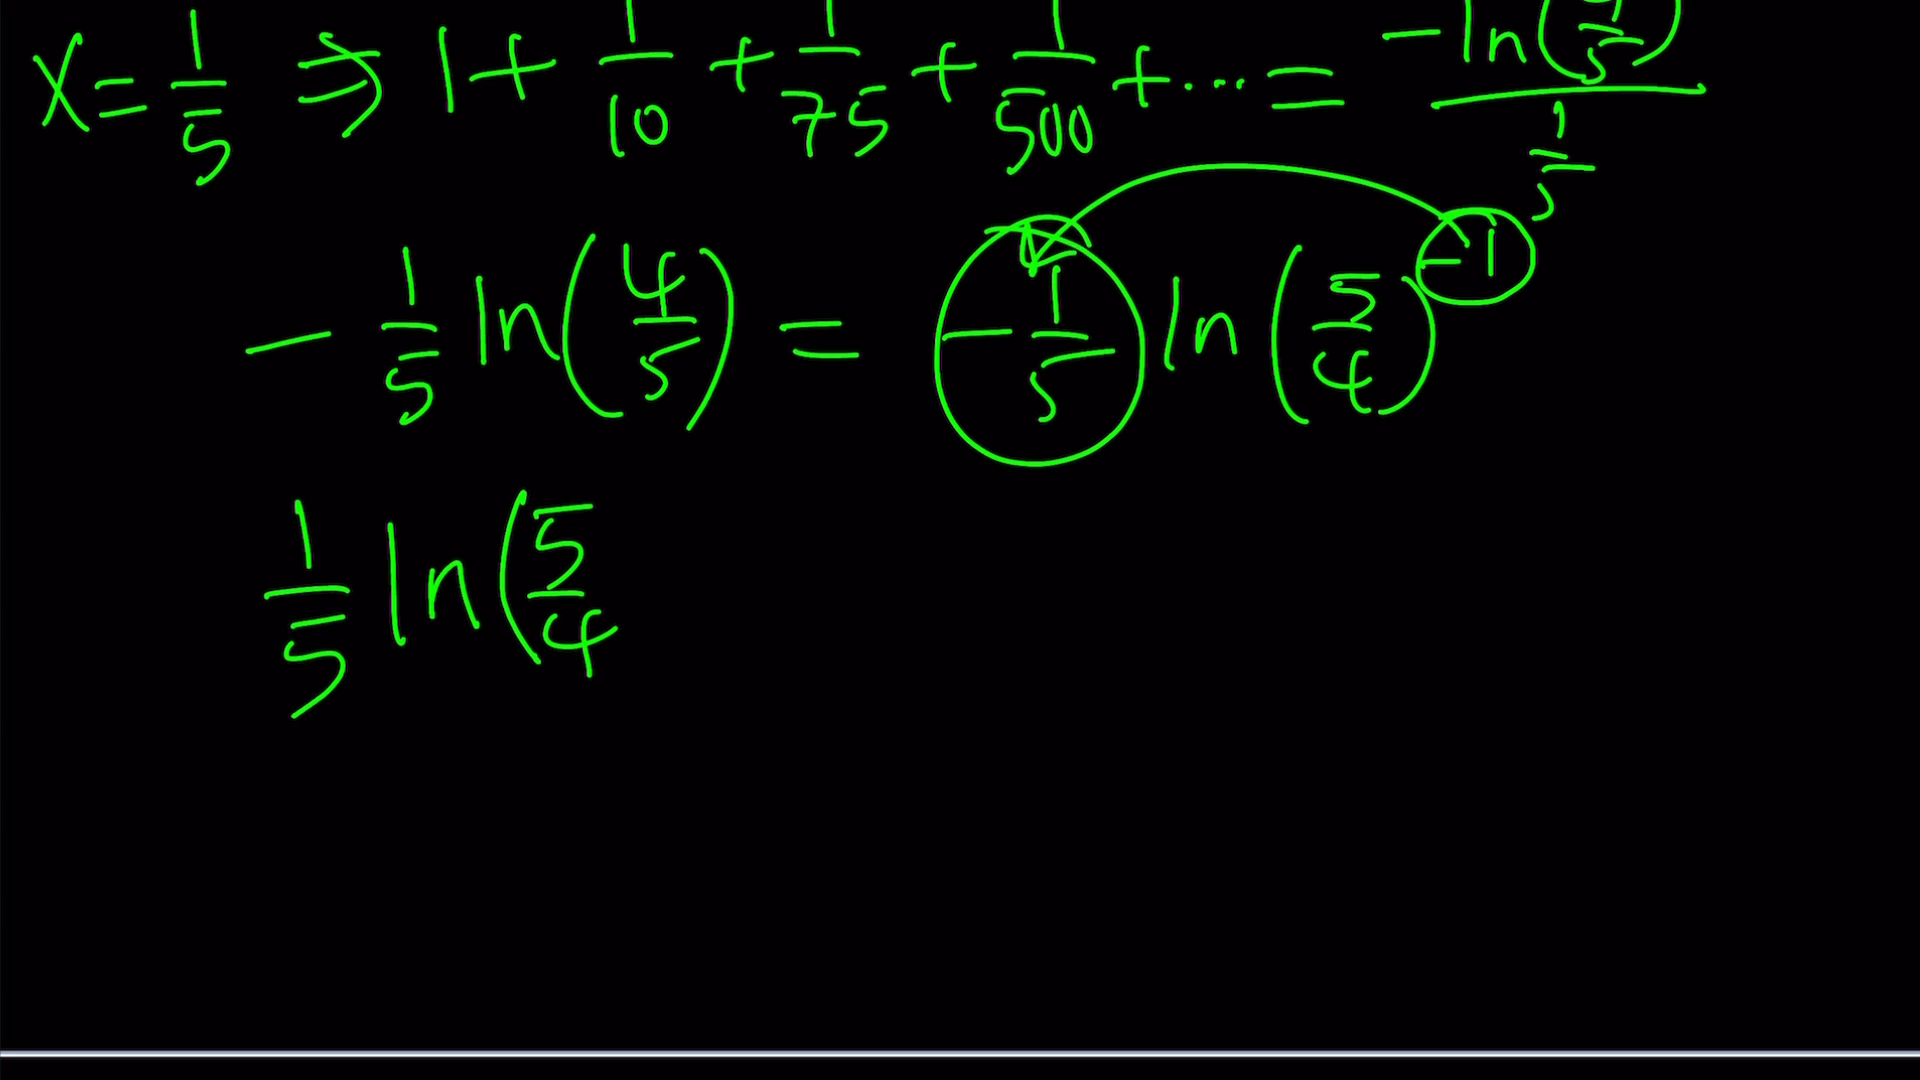 x = 1/5 ⇒ 1 + 1/10 + 1/75 + 1/500 + ... = -ln(4/5) / (1/5)
- 1/5 ln(4/5) = - 1/5 ln(5/4)^-1
1/5 ln(5/4